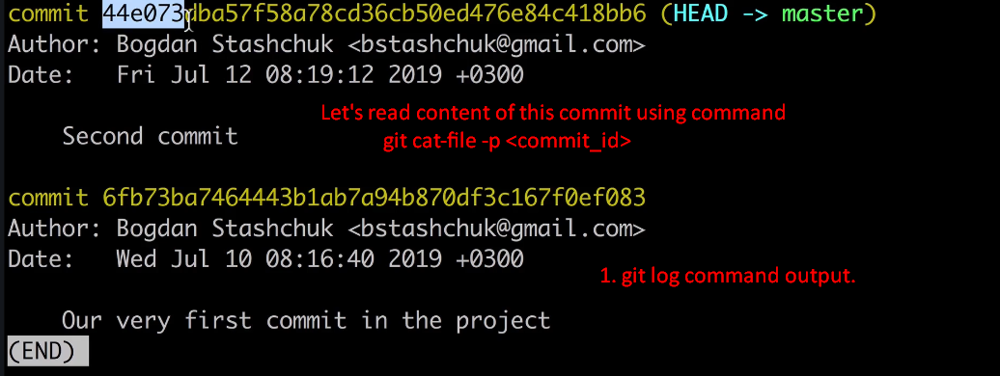 commit 44e073dba57f58a78cd36cb50ed476e84c418bb6 (HEAD -> master)
Author: Bogdan Stashchuk <bstashchuk@gmail.com>
Date:   Fri Jul 12 08:19:12 2019 +0300
Let's read content of this commit using command
git cat-file -p <commit_id>
Second commit
commit 6fb73ba7464443b1ab7a94b870df3c167f0ef083
Author: Bogdan Stashchuk <bstashchuk@gmail.com>
Date:   Wed Jul 10 08:16:40 2019 +0300
1. git log command output.
Our very first commit in the project
(END)